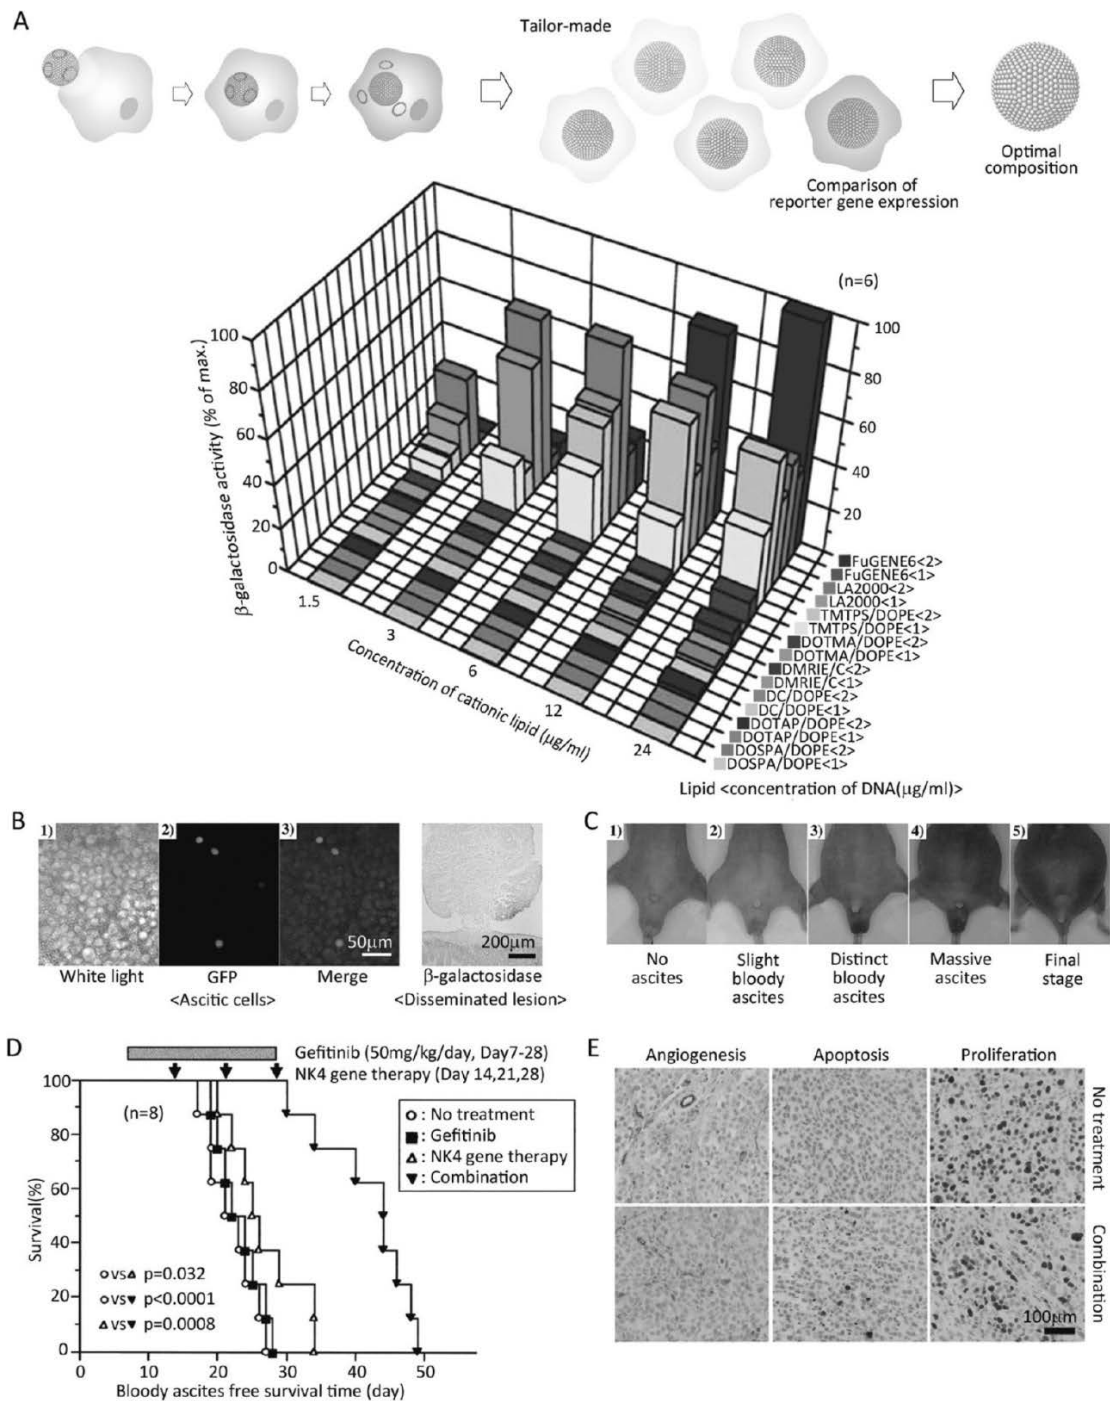 A
Tailor-made
Comparison of
reporter gene expression
Optimal
composition
(n=6)
β-galactosidase activity (% of max.)
100
80
60
40
20
0
100
80
60
40
20
1.5
3
6
12
24
Concentration of cationic lipid (μg/ml)
FuGENE6<2>
FuGENE6<1>
LA2000<2>
LA2000<1>
TMTPS/DOPE<2>
TMTPS/DOPE<1>
DOTMA/DOPE<2>
DOTMA/DOPE<1>
DMRIE/C<2>
DMRIE/C<1>
DC/DOPE<2>
DC/DOPE<1>
DOTAP/DOPE<2>
DOTAP/DOPE<1>
DOSPA/DOPE<2>
DOSPA/DOPE<1>
Lipid <concentration of DNA(μg/ml)>
B
1)
2)
3)
50μm
200μm
White light
GFP
Merge
<Ascitic cells>
β-galactosidase
<Disseminated lesion>
C
1)
2)
3)
4)
5)
No
ascites
Slight
bloody
ascites
Distinct
bloody
ascites
Massive
ascites
Final
stage
D
Gefitinib (50mg/kg/day, Day7-28)
NK4 gene therapy (Day 14,21,28)
(n=8)
: No treatment
: Gefitinib
: NK4 gene therapy
: Combination
Survival(%)
100
80
60
40
20
0
vs p=0.032
vs p<0.0001
vs p=0.0008
0
10
20
30
40
50
Bloody ascites free survival time (day)
E
Angiogenesis
Apoptosis
Proliferation
No treatment
Combination
100μm